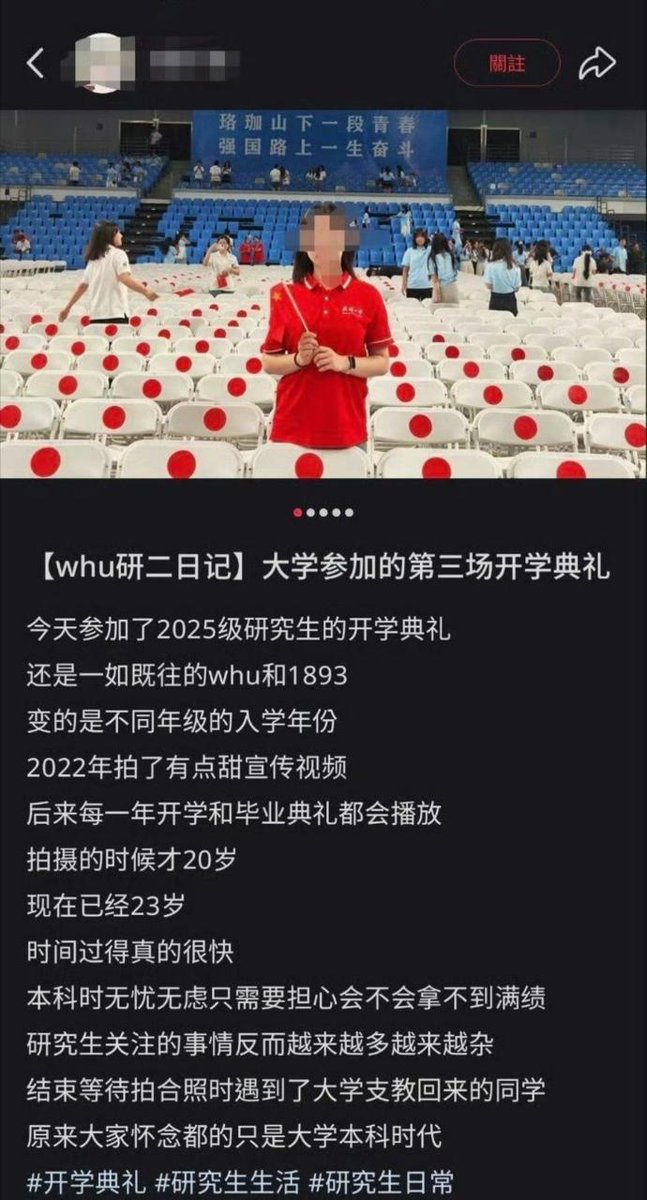 關註
珞珈山下一段青春
强国路上一生奋斗
【whu研二日记】大学参加的第三场开学典礼
今天参加了2025级研究生的开学典礼
还是一如既往的whu和1893
变的是不同年级的入学年份
2022年拍了有点甜宣传视频
后来每一年开学和毕业典礼都会播放
拍摄的时候才20岁
现在已经23岁
时间过得真的很快
本科时无忧无虑只需要担心会不会拿不到满绩
研究生关注的事情反而越来越多越来越杂
结束等待拍合照时遇到了大学支教回来的同学
原来大家怀念都的只是大学本科时代
#开学典礼 #研究生生活 #研究生日常